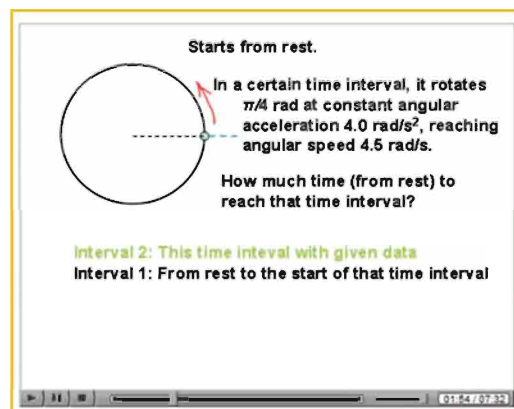 Starts from rest.
In a certain time interval, it rotates
π/4 rad at constant angular
acceleration 4.0 rad/s², reaching
angular speed 4.5 rad/s.
How much time (from rest) to
reach that time interval?
Interval 2: This time inteval with given data
Interval 1: From rest to the start of that time interval
01:54 / 07:32